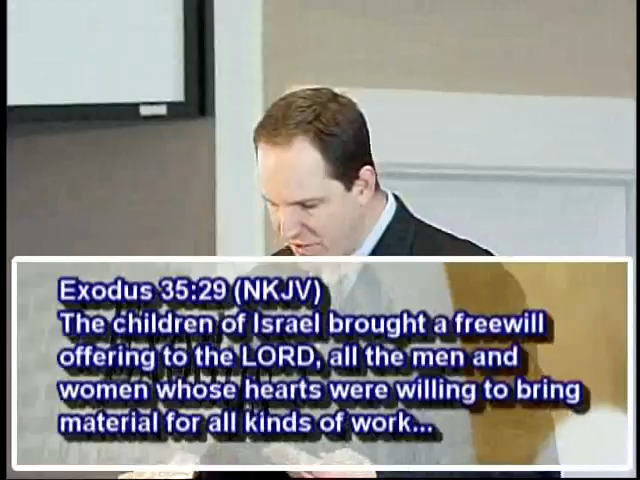 Exodus 35:29 (NKJV)
The children of Israel brought a freewill
offering to the LORD, all the men and
women whose hearts were willing to bring
material for all kinds of work...